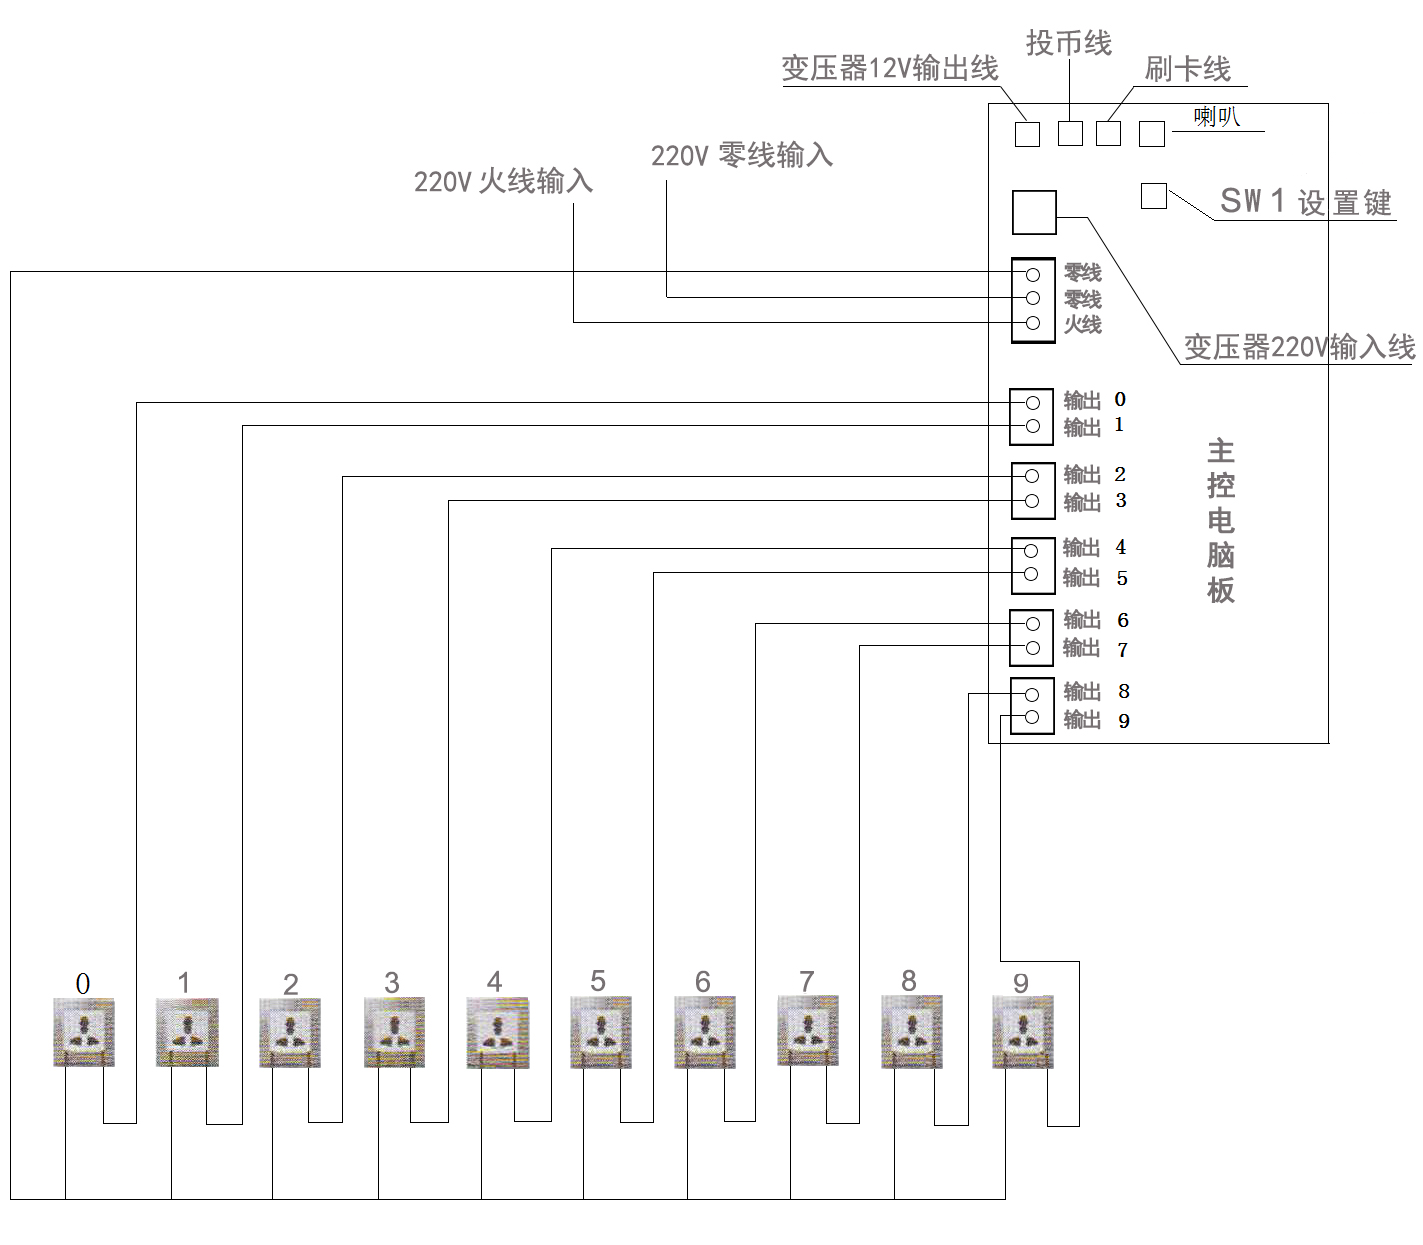 投币线
变压器12V输出线
刷卡线
喇叭
220V 零线输入
220V 火线输入
SW1设置键
零线
零线
火线
变压器220V输入线
输出 0
输出 1
输出 2
输出 3
输出 4
输出 5
输出 6
输出 7
输出 8
输出 9
主控电脑板
0 1 2 3 4 5 6 7 8 9